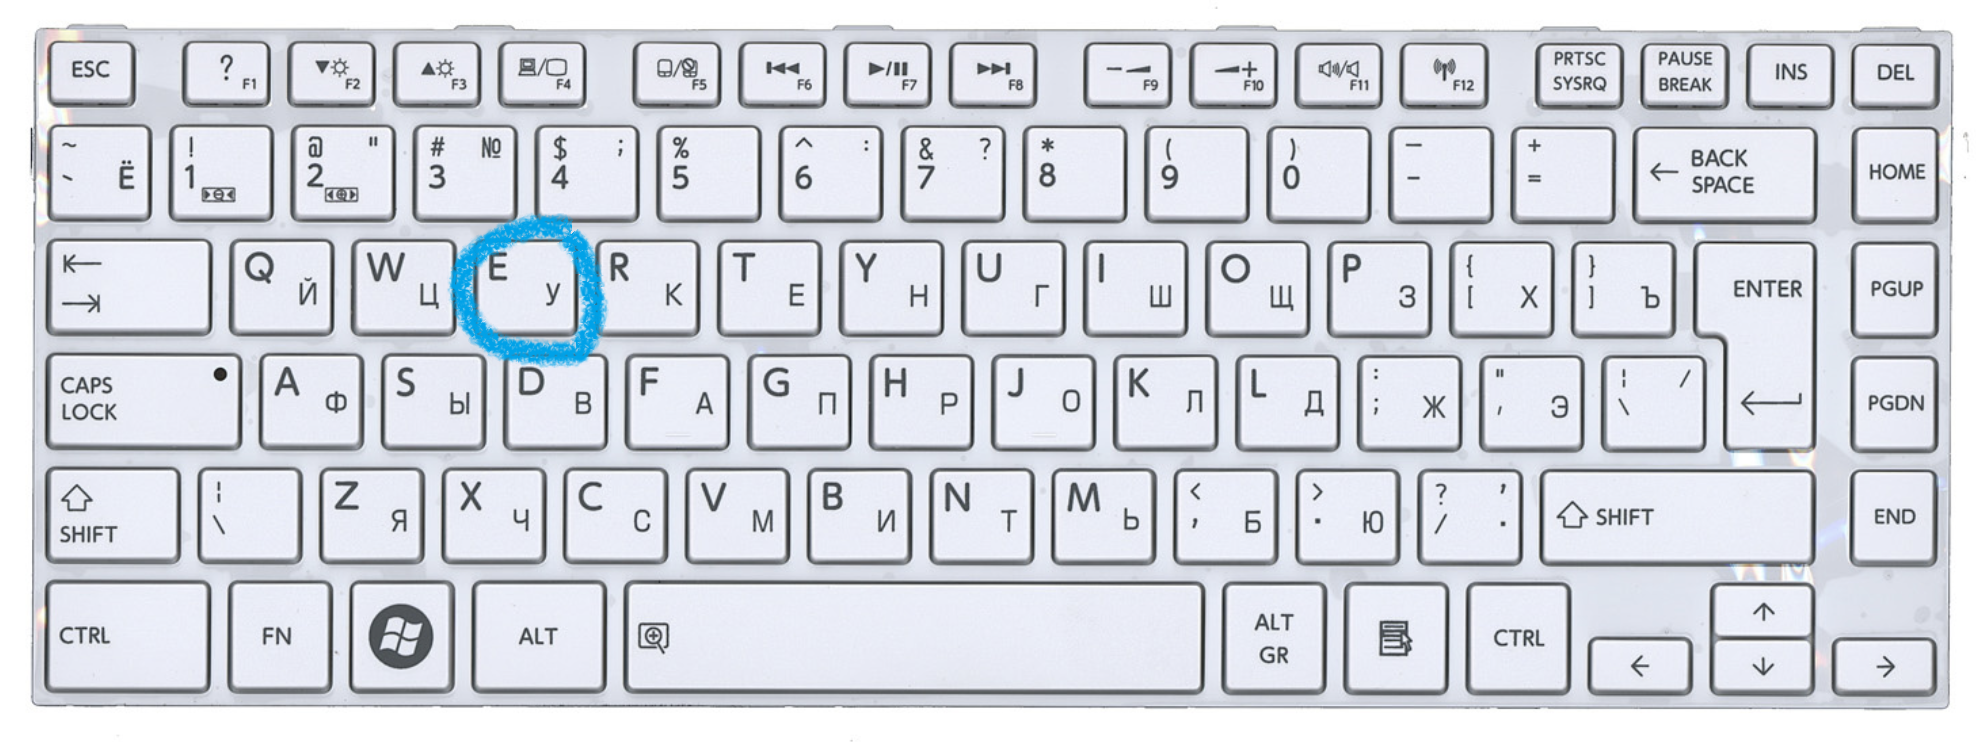 ESC ? F1 F2 F3 F4 F5 F6 F7 F8 F9 F10 F11 F12 PRTSC SYSRQ PAUSE BREAK INS DEL
~ ` Ё ! 1 @ " 2 # № 3 $ ; 4 % 5 ^ : 6 & ? 7 * 8 ( 9 ) 0 _ - + = ← BACK SPACE HOME
Q Й W Ц E У R К T Е Y Н U Г I Ш O Щ P З { [ Х } ] Ъ ENTER PGUP
CAPS LOCK A Ф S Ы D В F А G П H Р J О K Л L Д : ; Ж " ' Э ¦ / \ PGDN
SHIFT ¦ \ Z Я X Ч C С V М B И N Т M Ь < , Б > . Ю ? , / . SHIFT END
CTRL FN ALT ALT GR CTRL ← ↑ ↓ →